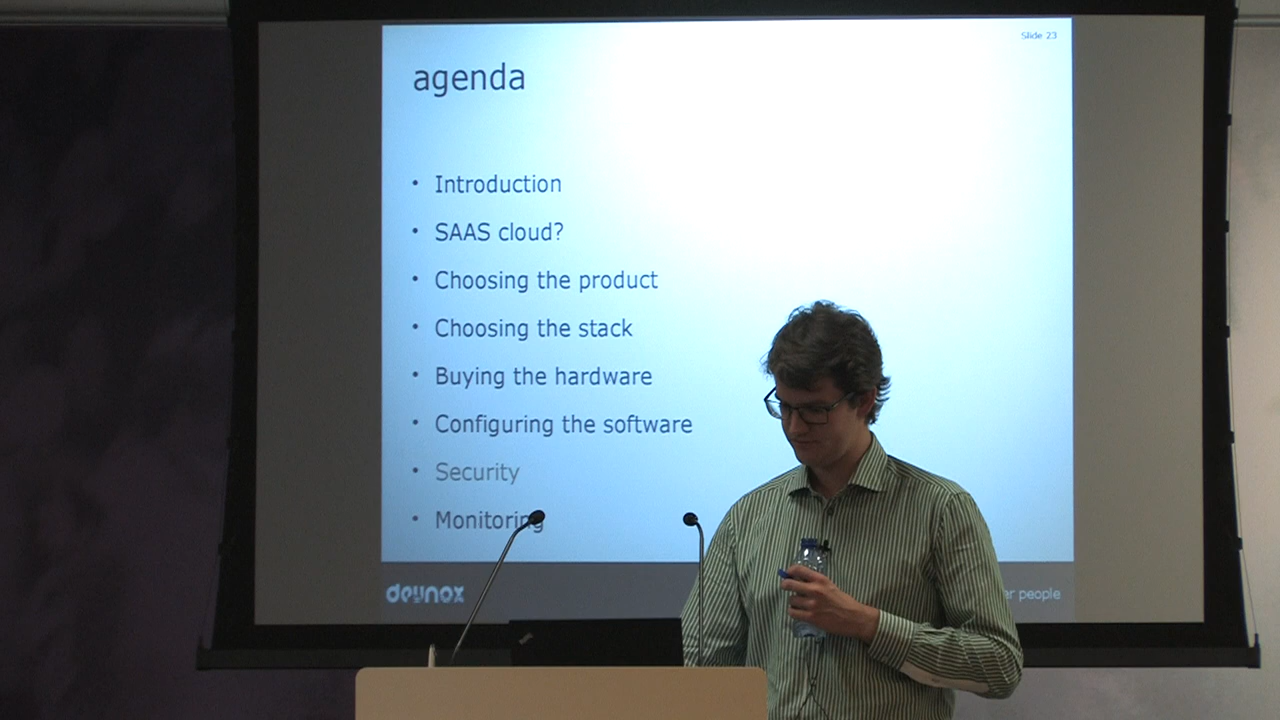 Slide 23
agenda
• Introduction
• SAAS cloud?
• Choosing the product
• Choosing the stack
• Buying the hardware
• Configuring the software
• Security
• Monitoring
deynox
people